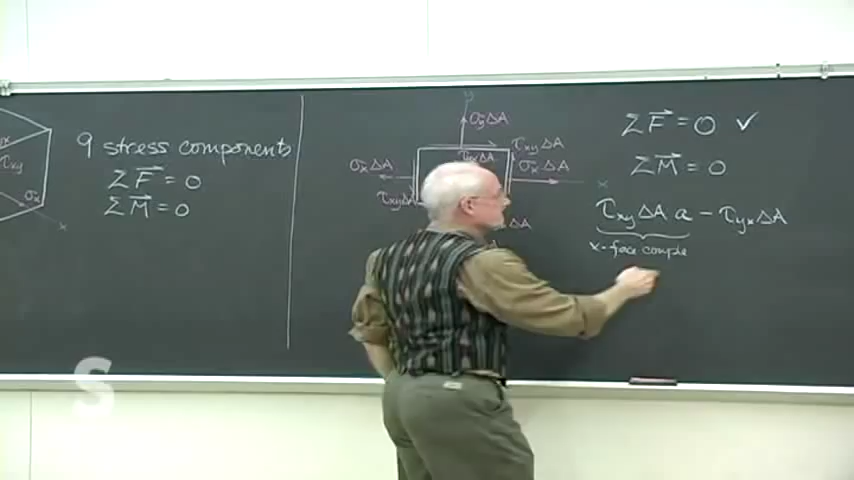 9 stress components
ΣF⃗ = 0
ΣM⃗ = 0
τxy
σx
x
y
σy ΔA
τxy ΔA
σx ΔA
σx ΔA
τyx ΔA
x
τxy ΔA
ΔA
ΣF⃗ = 0 ✓
ΣM⃗ = 0
τxy ΔA a − τyx ΔA
x-face couple
S